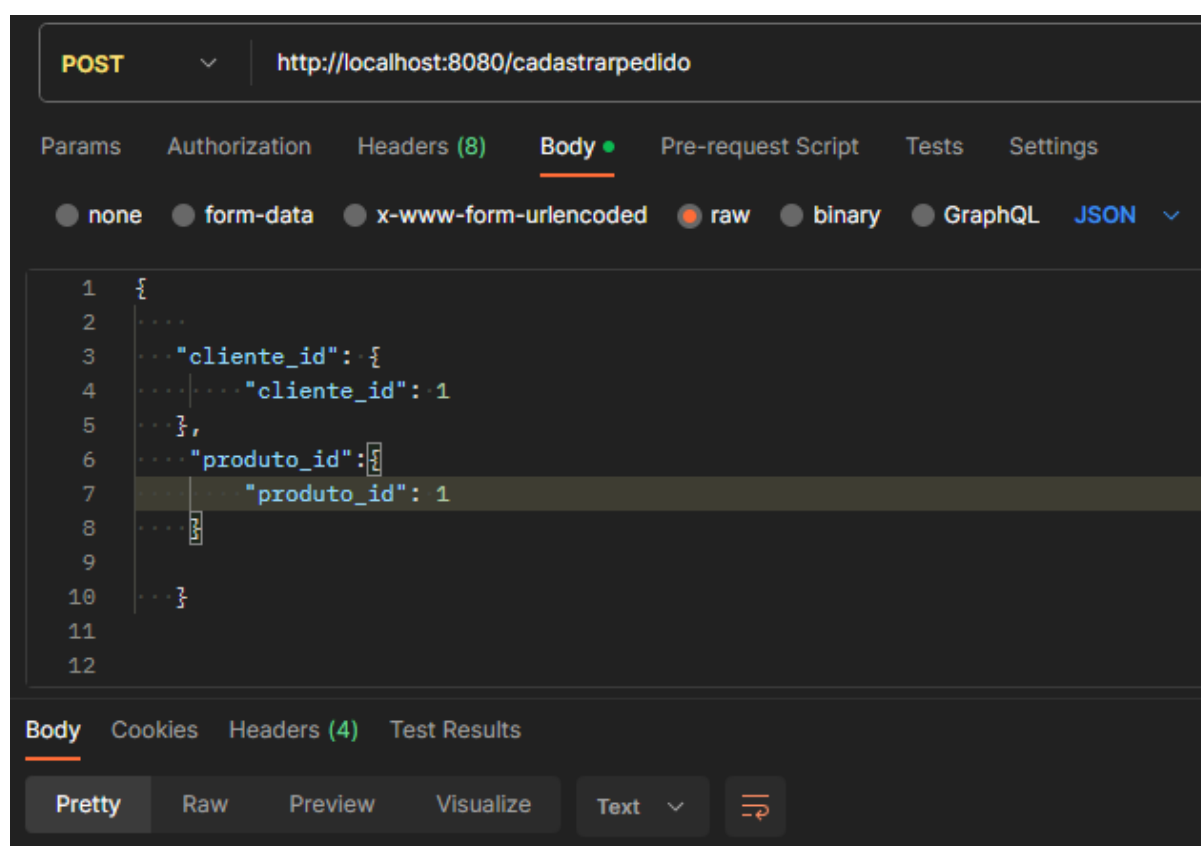 POST http://localhost:8080/cadastrarpedido
Params Authorization Headers (8) Body Pre-request Script Tests Settings
none form-data x-www-form-urlencoded raw binary GraphQL JSON
1 {
2
3 "cliente_id": {
4 "cliente_id": 1
5 },
6 "produto_id":{
7 "produto_id": 1
8 }
9
10 }
11
12
Body Cookies Headers (4) Test Results
Pretty Raw Preview Visualize Text